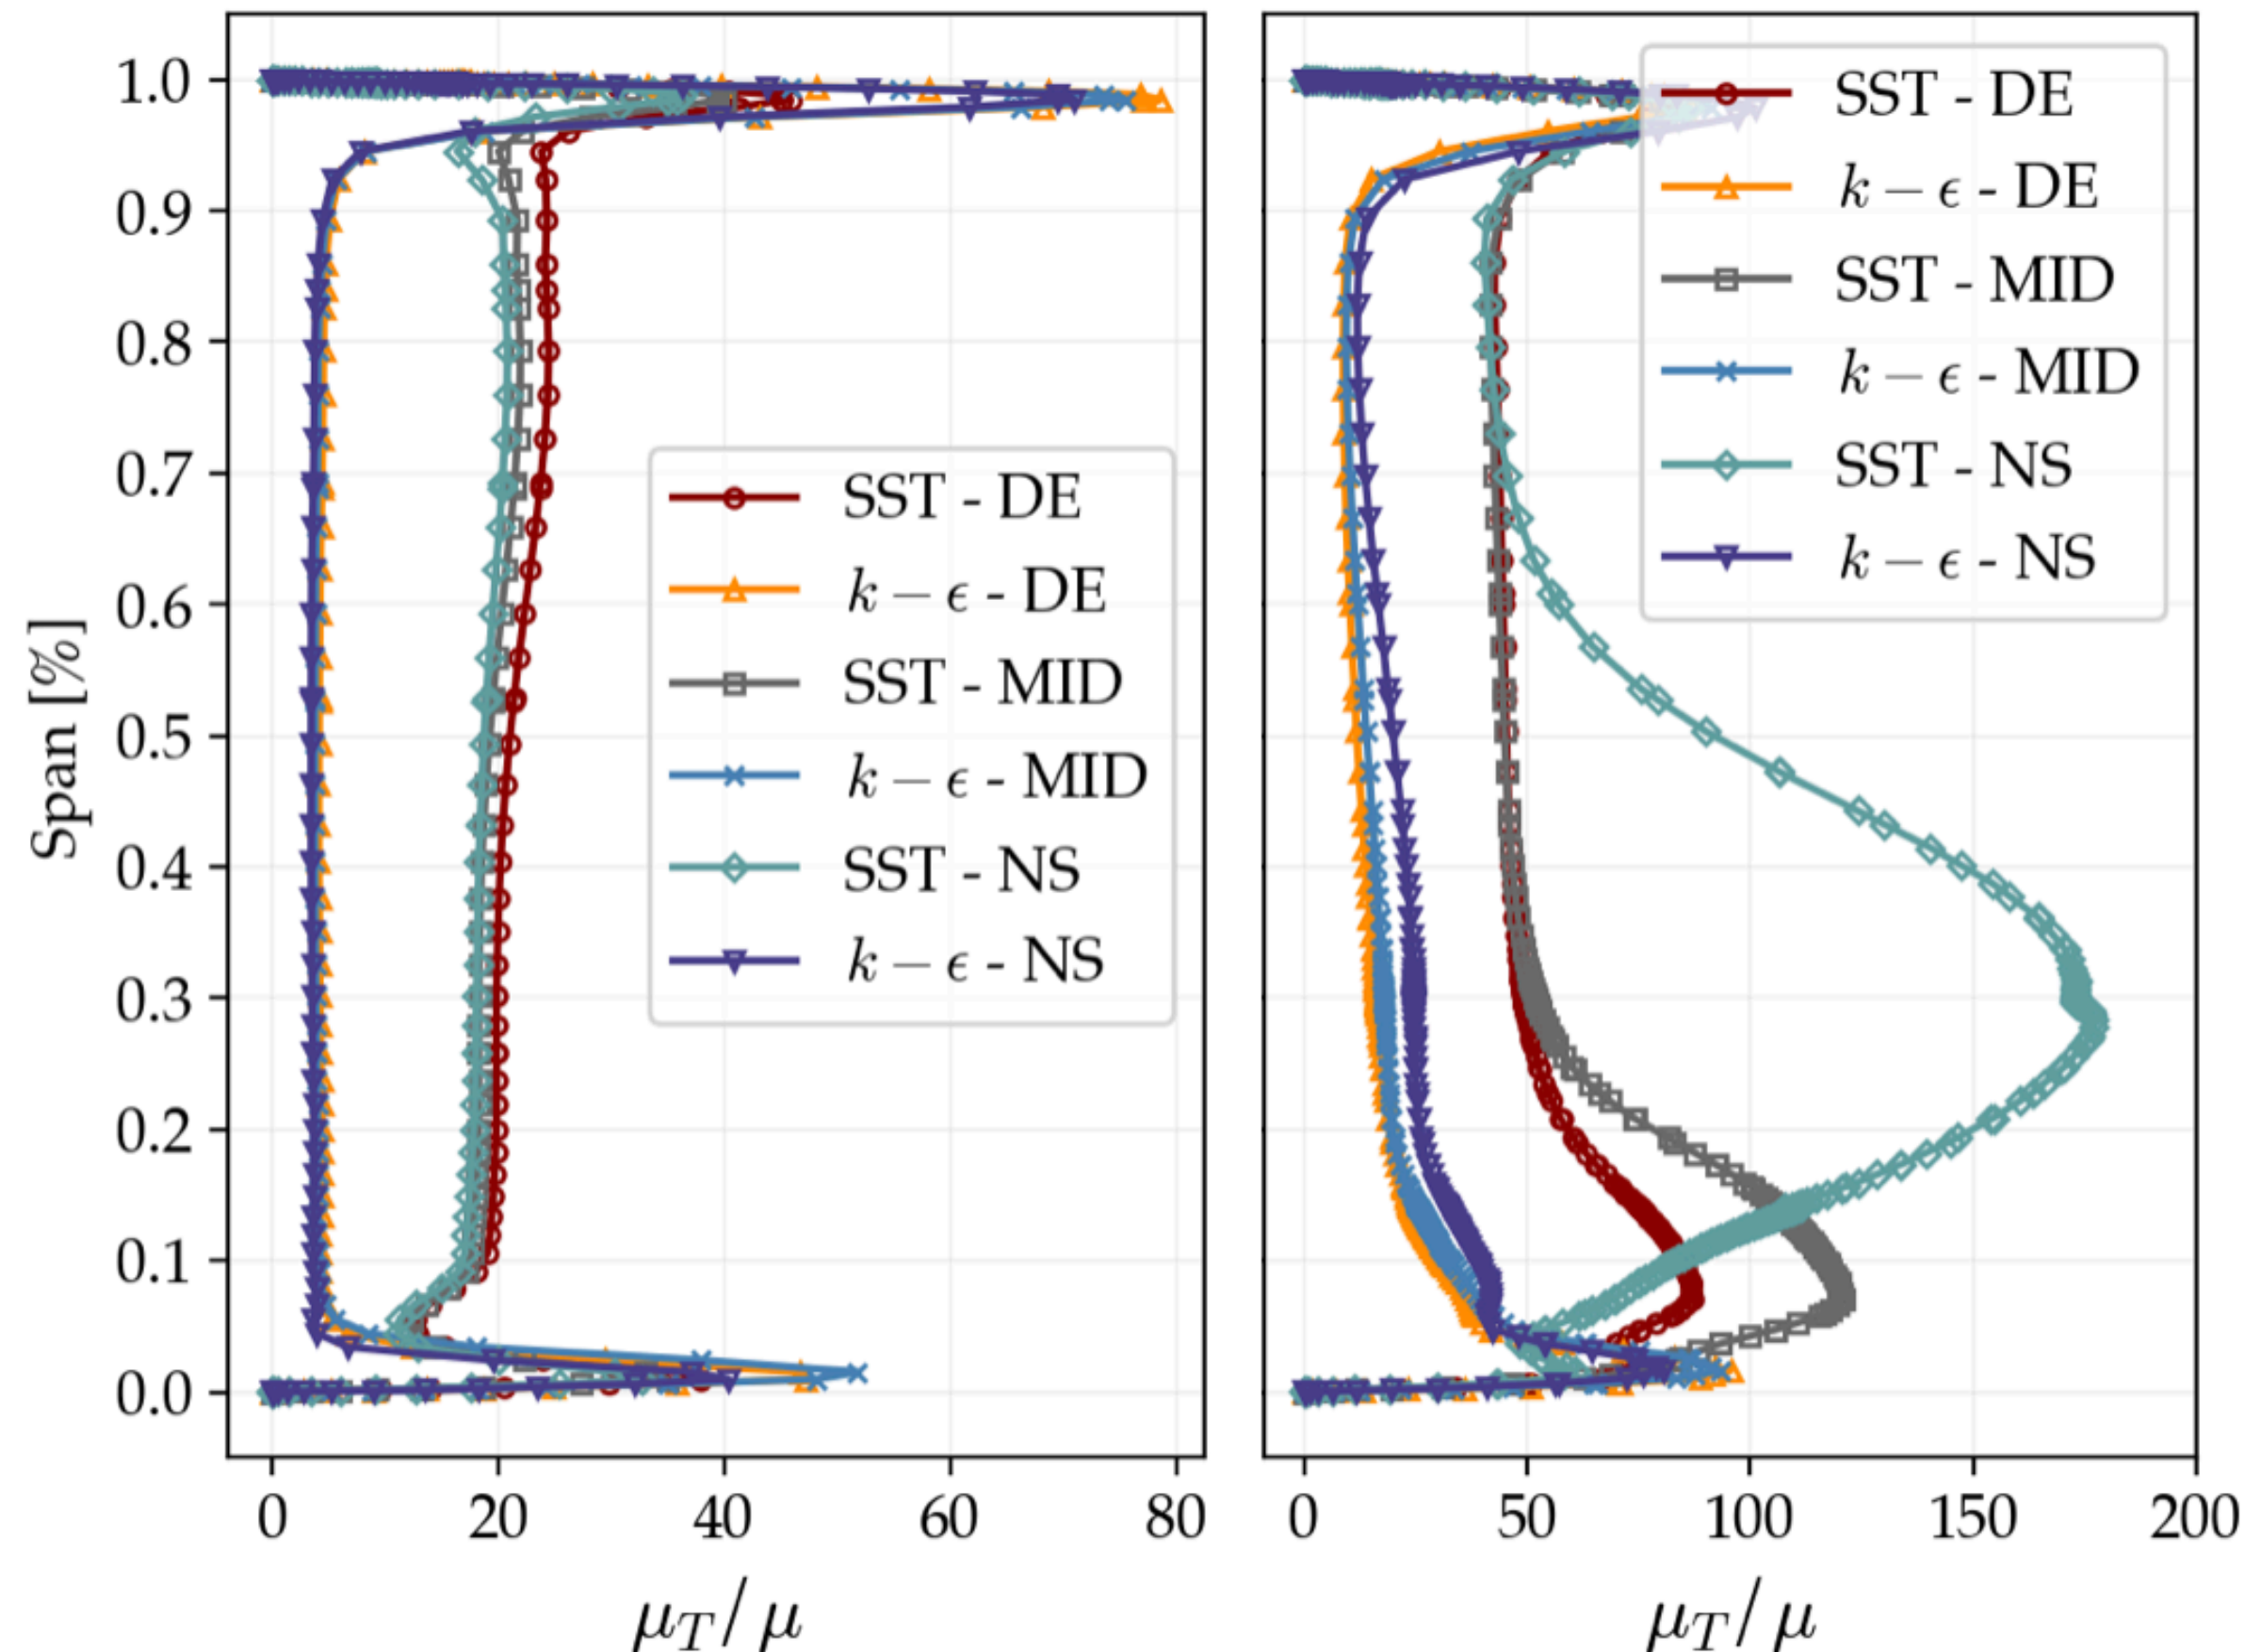 Span [%]
1.0
0.9
0.8
0.7
0.6
0.5
0.4
0.3
0.2
0.1
0.0
SST - DE
k − ϵ - DE
SST - MID
k − ϵ - MID
SST - NS
k − ϵ - NS
0 20 40 60 80
μT/μ
SST - DE
k − ϵ - DE
SST - MID
k − ϵ - MID
SST - NS
k − ϵ - NS
0 50 100 150 200
μT/μ